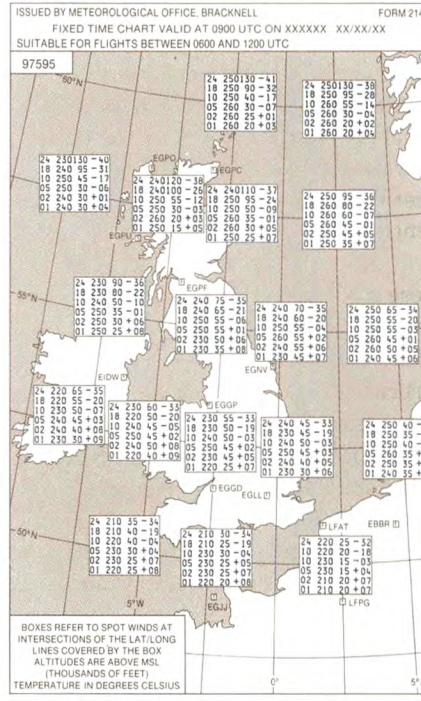 ISSUED BY METEOROLOGICAL OFFICE, BRACKNELL FORM 214
FIXED TIME CHART VALID AT 0900 UTC ON XXXXXX XX/XX/XX
SUITABLE FOR FLIGHTS BETWEEN 0600 AND 1200 UTC
97595
60°N
24 250130-41
18 250 90-32
10 250 40-17
05 260 30-07
02 260 25+01
01 260 20+03
24 250130-38
18 250 95-28
10 260 55-14
05 260 30-04
02 260 20+02
01 260 20+04
EGPO
EGPC
24 230130-40
18 240 95-31
10 250 45-17
05 250 30-06
02 240 30+01
01 240 30+04
24 240120-38
18 240100-26
10 250 55-12
05 250 30-03
02 260 20+03
01 250 15+05
24 240110-37
18 250 95-24
10 250 50-09
05 260 35-01
02 260 30+05
01 250 25+07
24 250 95-36
18 260 80-22
10 260 60-07
05 260 45-01
02 250 45+05
01 250 35+07
EGPU
55°N
24 230 90-36
18 230 80-22
10 240 50-11
05 250 35-01
02 250 30+06
01 250 25+08
EGPF
24 240 75-35
18 240 65-21
10 250 55-06
05 250 55+01
02 240 50+06
01 230 35+08
24 240 70-35
18 240 60-20
10 250 55-04
05 260 55+02
02 240 55+06
01 230 45+07
24 250 65-34
18 250 55-20
10 250 55-03
05 260 45+01
02 260 50+05
01 240 45+06
EGNV
EIDW
24 220 65-35
18 220 55-20
10 230 50-07
05 240 45+03
02 240 40+08
01 230 30+09
EGGP
24 230 60-33
18 220 50-20
10 240 45-05
05 250 45+02
02 240 50+08
01 220 40+09
24 230 55-33
18 230 50-19
10 240 50-03
05 250 45+02
02 230 45+05
01 220 25+07
24 240 45-33
18 230 45-19
10 240 50-03
05 250 45+03
02 240 40+05
01 230 30+06
24 250 40-
18 250 35-
10 250 40-
05 260 35+
02 250 35+
01 250 35+
EGGD
EGLL
50°N
24 210 35-34
18 210 40-19
10 220 40-04
05 230 30+04
02 230 25+07
01 220 25+08
24 210 30-34
18 210 25-19
10 230 30-04
05 230 25+05
02 230 25+07
01 220 20+08
LFAT
EBBR
24 220 25-32
18 220 20-18
10 230 15-03
05 230 15+04
02 210 20+07
01 210 20+07
5°W
EGJJ
LFPG
BOXES REFER TO SPOT WINDS AT
INTERSECTIONS OF THE LAT/LONG
LINES COVERED BY THE BOX
ALTITUDES ARE ABOVE MSL
(THOUSANDS OF FEET)
TEMPERATURE IN DEGREES CELSIUS
0°
5°